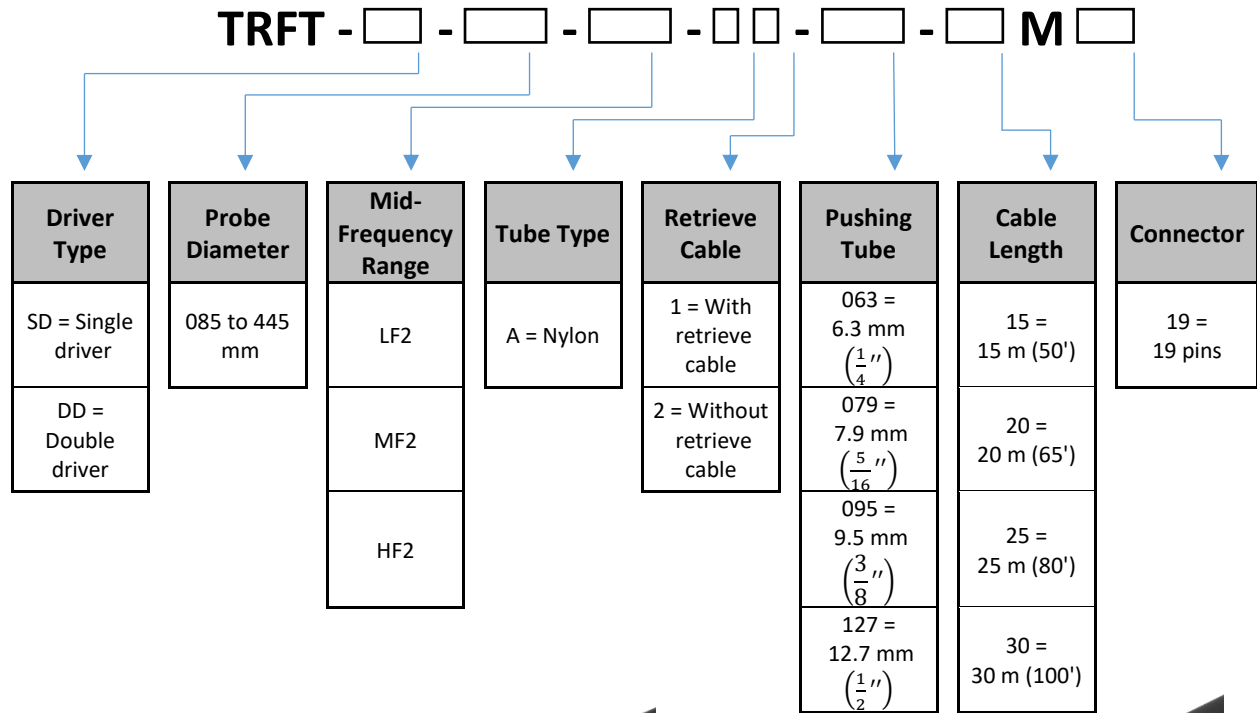 TRFT - □ - □ - □ - □ □ - □ - □ M □
Driver
Type
Probe
Diameter
Mid-
Frequency
Range
Tube Type
Retrieve
Cable
Pushing
Tube
Cable
Length
Connector
SD = Single
driver
085 to 445
mm
LF2
A = Nylon
1 = With
retrieve
cable
063 =
6.3 mm
(1/4 ′′)
15 =
15 m (50')
19 =
19 pins
DD =
Double
driver
MF2
2 = Without
retrieve
cable
079 =
7.9 mm
(5/16 ′′)
20 =
20 m (65')
HF2
095 =
9.5 mm
(3/8 ′′)
25 =
25 m (80')
127 =
12.7 mm
(1/2 ′′)
30 =
30 m (100')